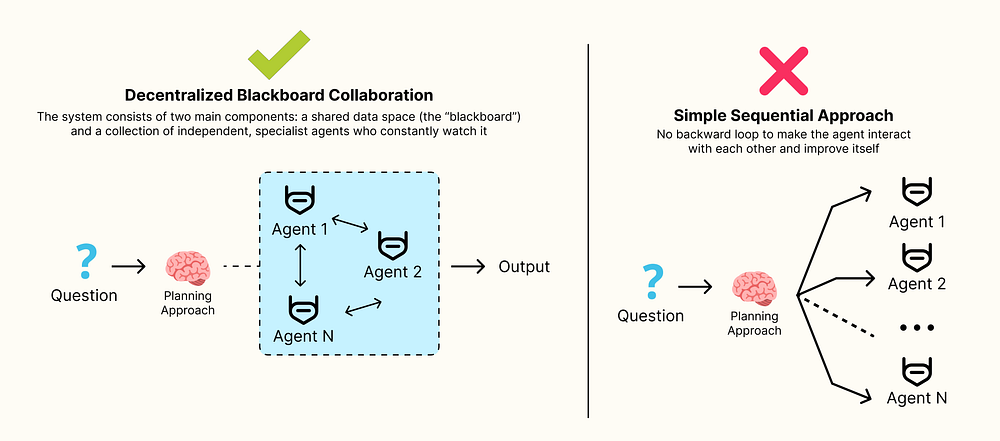 Decentralized Blackboard Collaboration
The system consists of two main components: a shared data space (the “blackboard”)
and a collection of independent, specialist agents who constantly watch it
?
Question
Planning
Approach
Agent 1
Agent 2
Agent N
Output
Simple Sequential Approach
No backward loop to make the agent interact
with each other and improve itself
?
Question
Planning
Approach
Agent 1
Agent 2
•••
Agent N